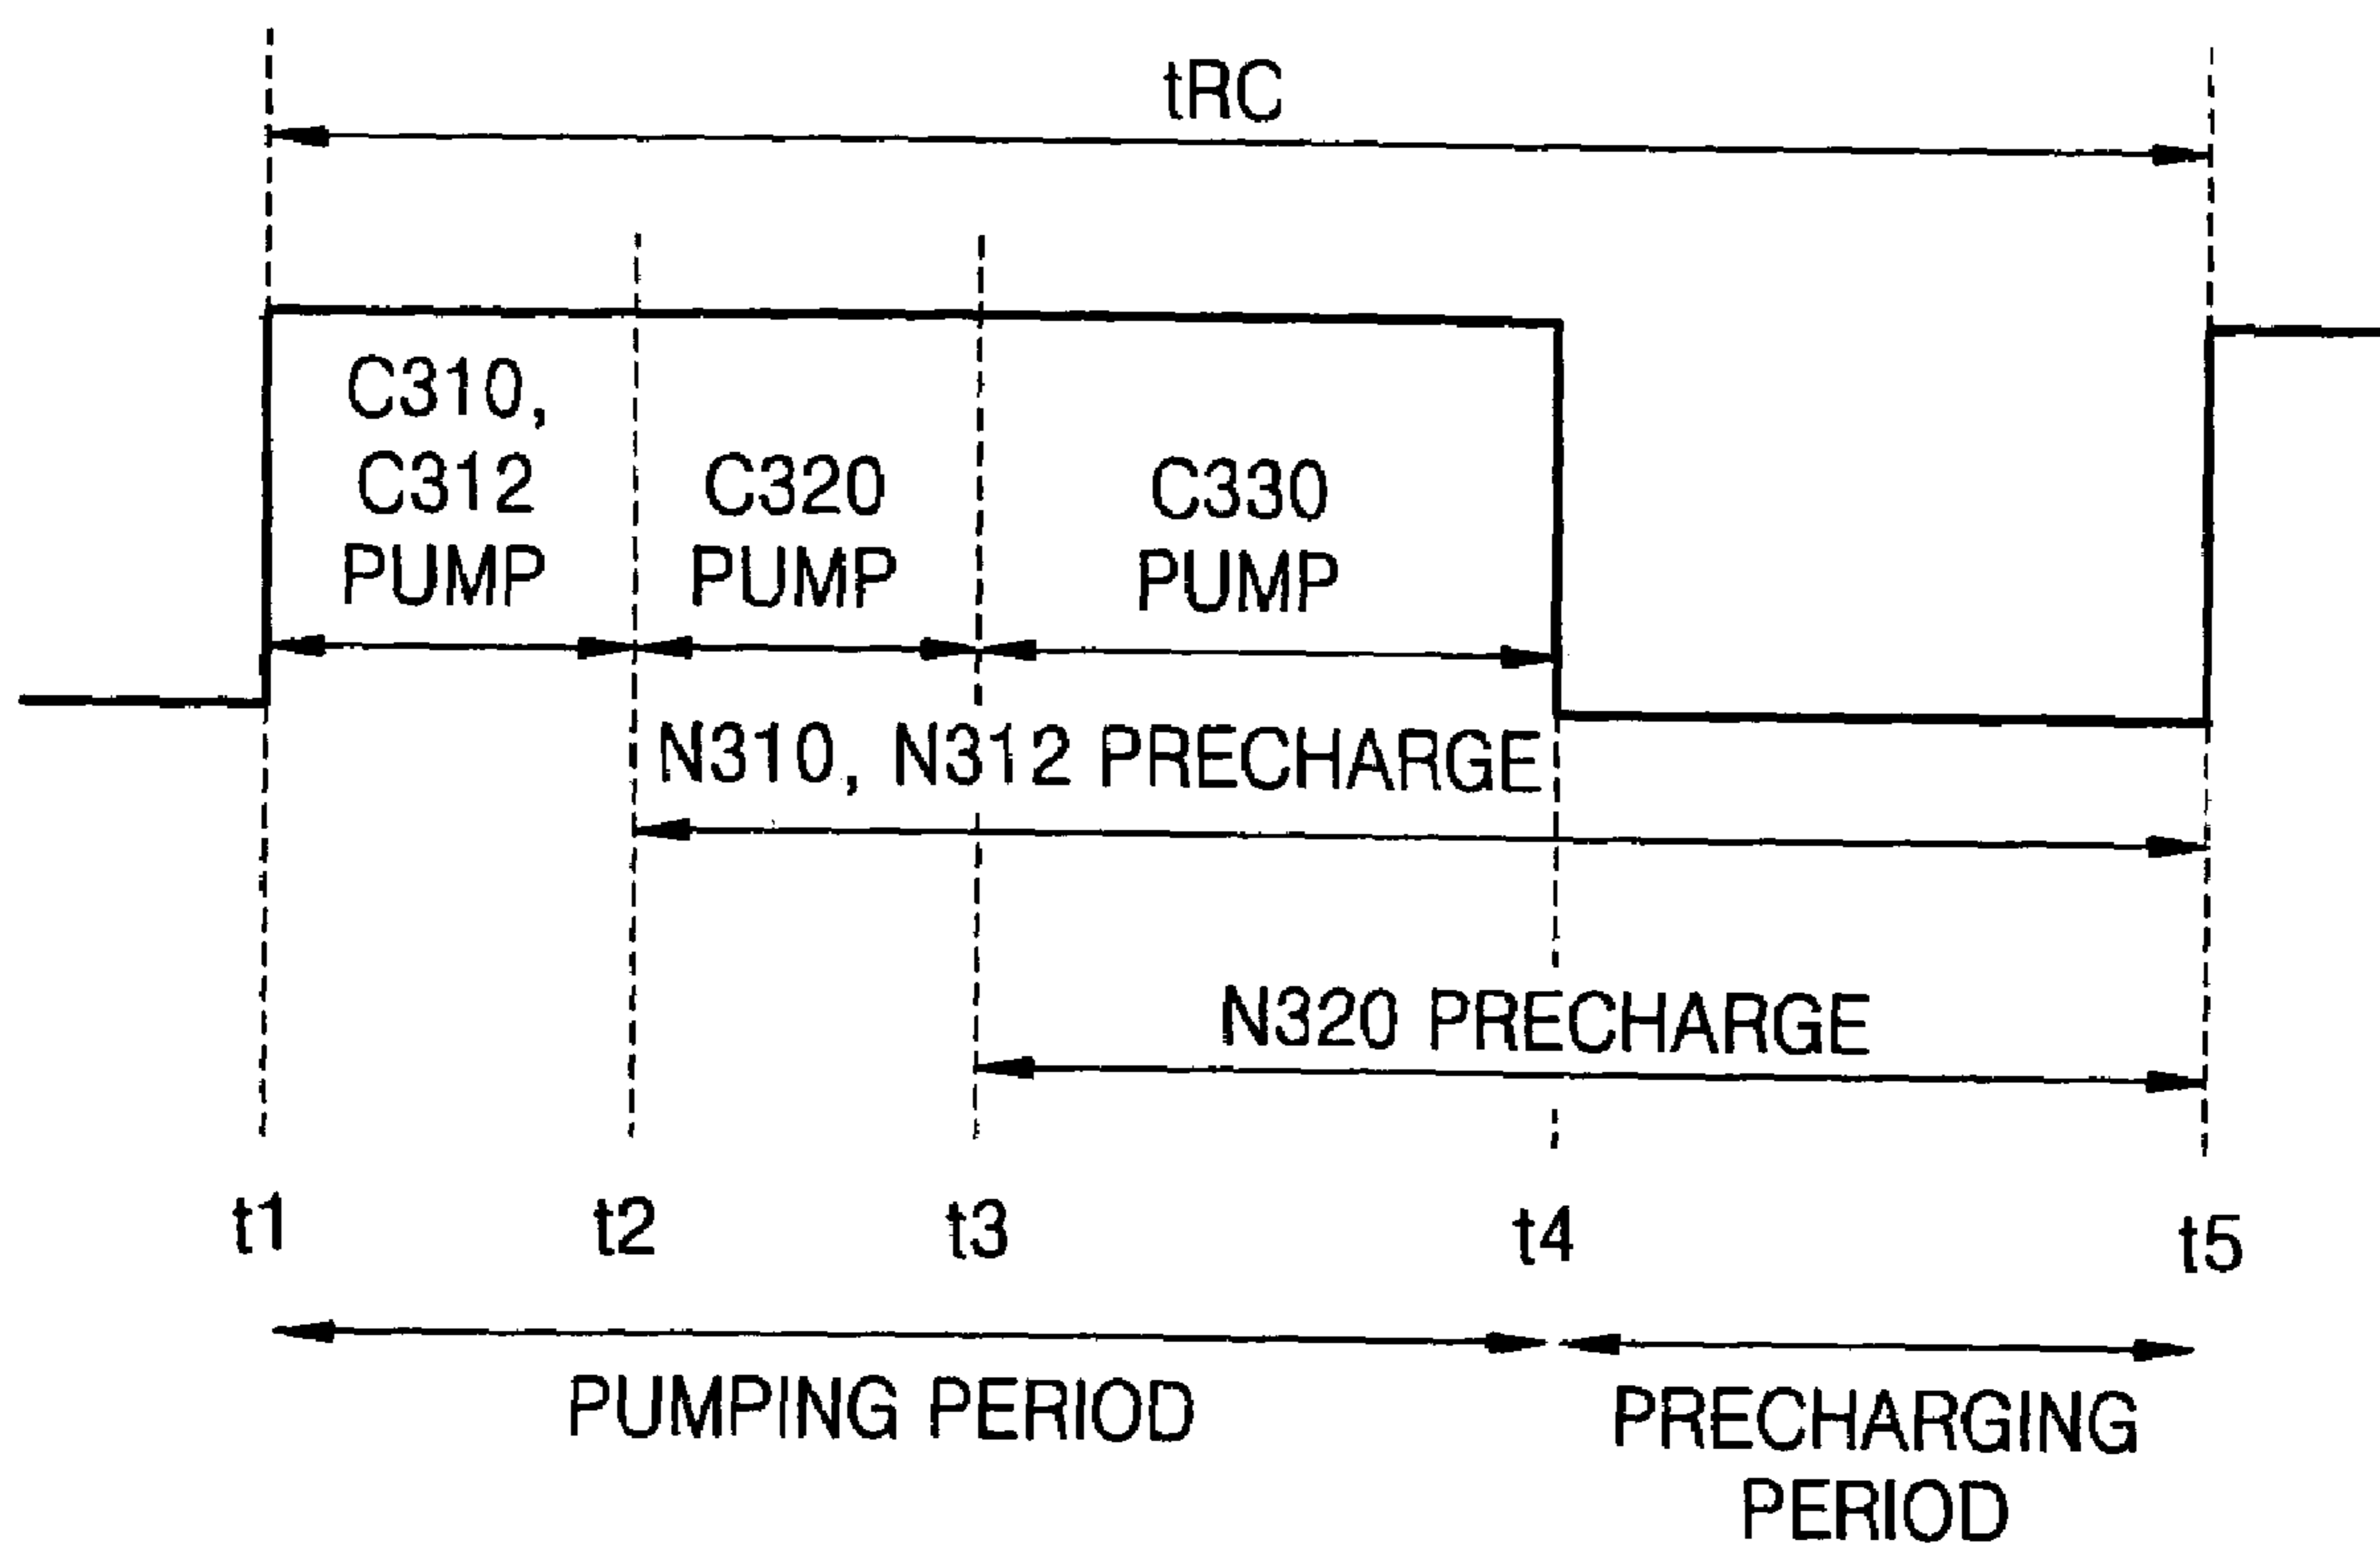 tRC
C310,
C312
PUMP
C320
PUMP
C330
PUMP
N310, N312 PRECHARGE
N320 PRECHARGE
t1
t2
t3
t4
t5
PUMPING PERIOD
PRECHARGING
PERIOD